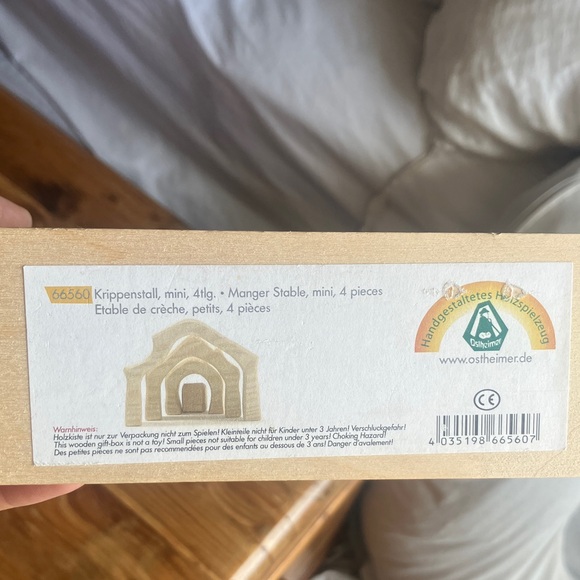 66560 Krippenstall, mini, 4tlg. • Manger Stable, mini, 4 pieces
Etable de crèche, petits, 4 pièces
Handgestaltetes Holzspielzeug
Ostheimer
www.ostheimer.de
CE
Warnhinweis:
Holzkiste ist nur zur Verpackung nicht zum Spielen! Kleinteile nicht für Kinder unter 3 Jahren! Verschluckgefahr!
This wooden gift-box is not a toy! Small pieces not suitable for children under 3 years! Choking Hazard!
Des petites pièces ne sont pas recommendées pour des enfants au dessous de 3 ans! Danger d'avalement!
4 035198 665607